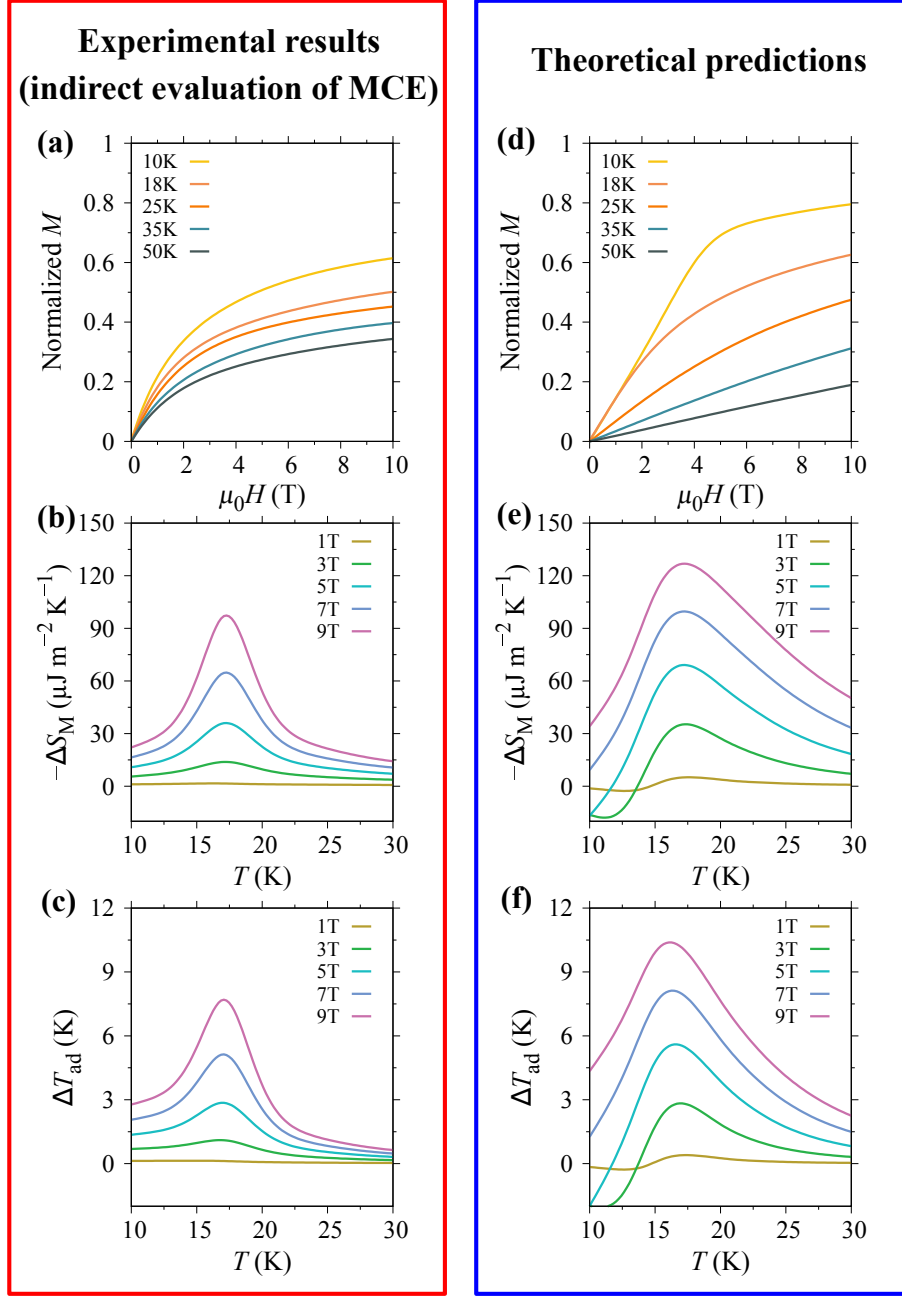 Experimental results
(indirect evaluation of MCE)
(a)
1
0.8
0.6
0.4
0.2
0
Normalized M
10K
18K
25K
35K
50K
0 2 4 6 8 10
μ₀H (T)
(b)
150
120
90
60
30
0
−ΔS_M (μJ m⁻² K⁻¹)
1T
3T
5T
7T
9T
10 15 20 25 30
T (K)
(c)
12
9
6
3
0
ΔT_ad (K)
1T
3T
5T
7T
9T
10 15 20 25 30
T (K)
Theoretical predictions
(d)
1
0.8
0.6
0.4
0.2
0
Normalized M
10K
18K
25K
35K
50K
0 2 4 6 8 10
μ₀H (T)
(e)
150
120
90
60
30
0
−ΔS_M (μJ m⁻² K⁻¹)
1T
3T
5T
7T
9T
10 15 20 25 30
T (K)
(f)
12
9
6
3
0
ΔT_ad (K)
1T
3T
5T
7T
9T
10 15 20 25 30
T (K)